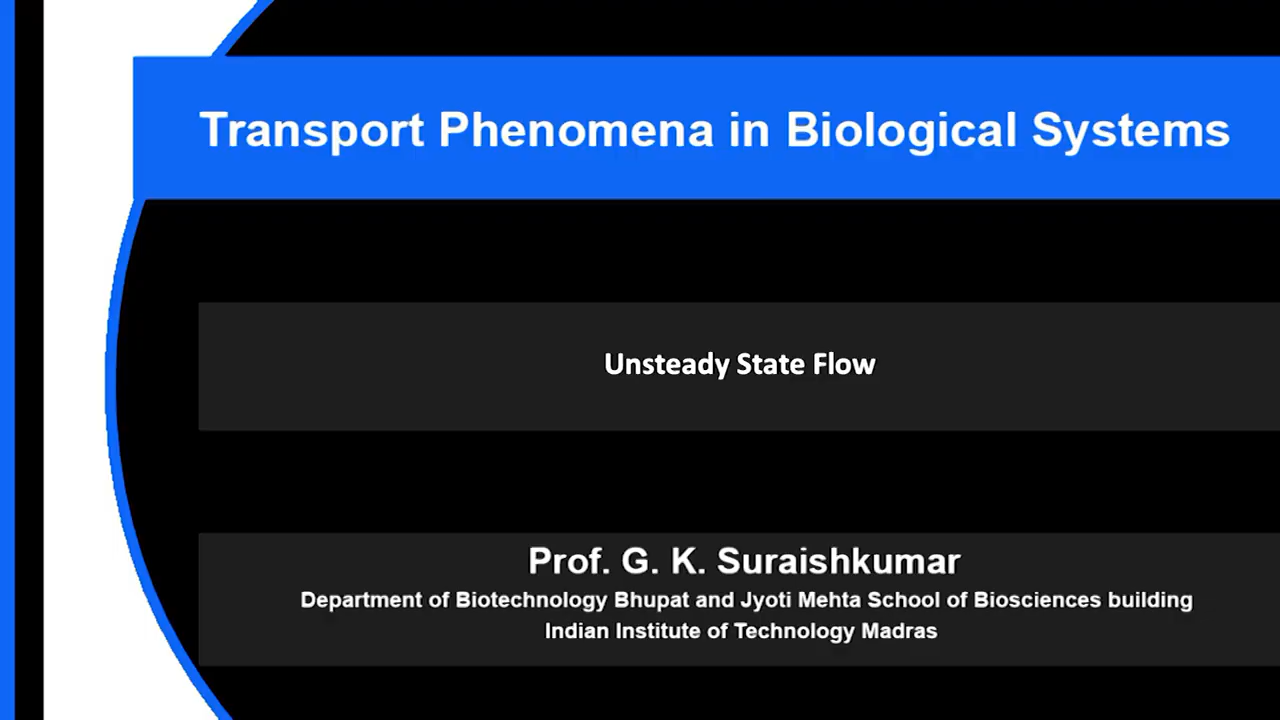 Transport Phenomena in Biological Systems
Unsteady State Flow
Prof. G. K. Suraishkumar
Department of Biotechnology Bhupat and Jyoti Mehta School of Biosciences building
Indian Institute of Technology Madras